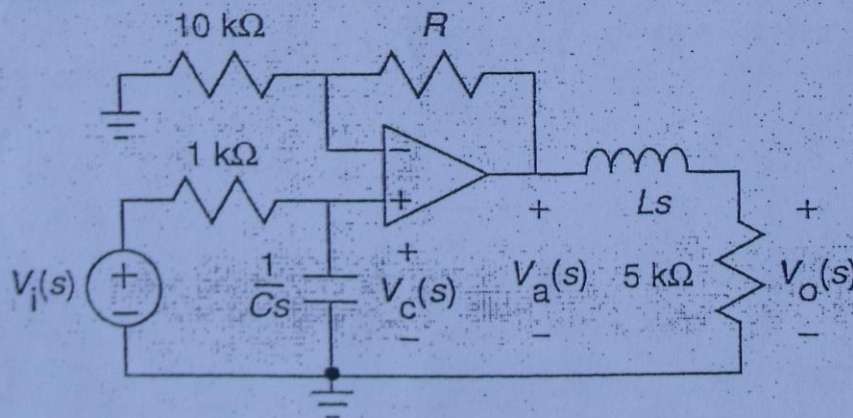 10 kΩ
R
1 kΩ
−
+
Ls
+
+
+
+
−
V_i(s)
1/Cs
V_c(s)
V_a(s)
5 kΩ
V_o(s)
−
−
−